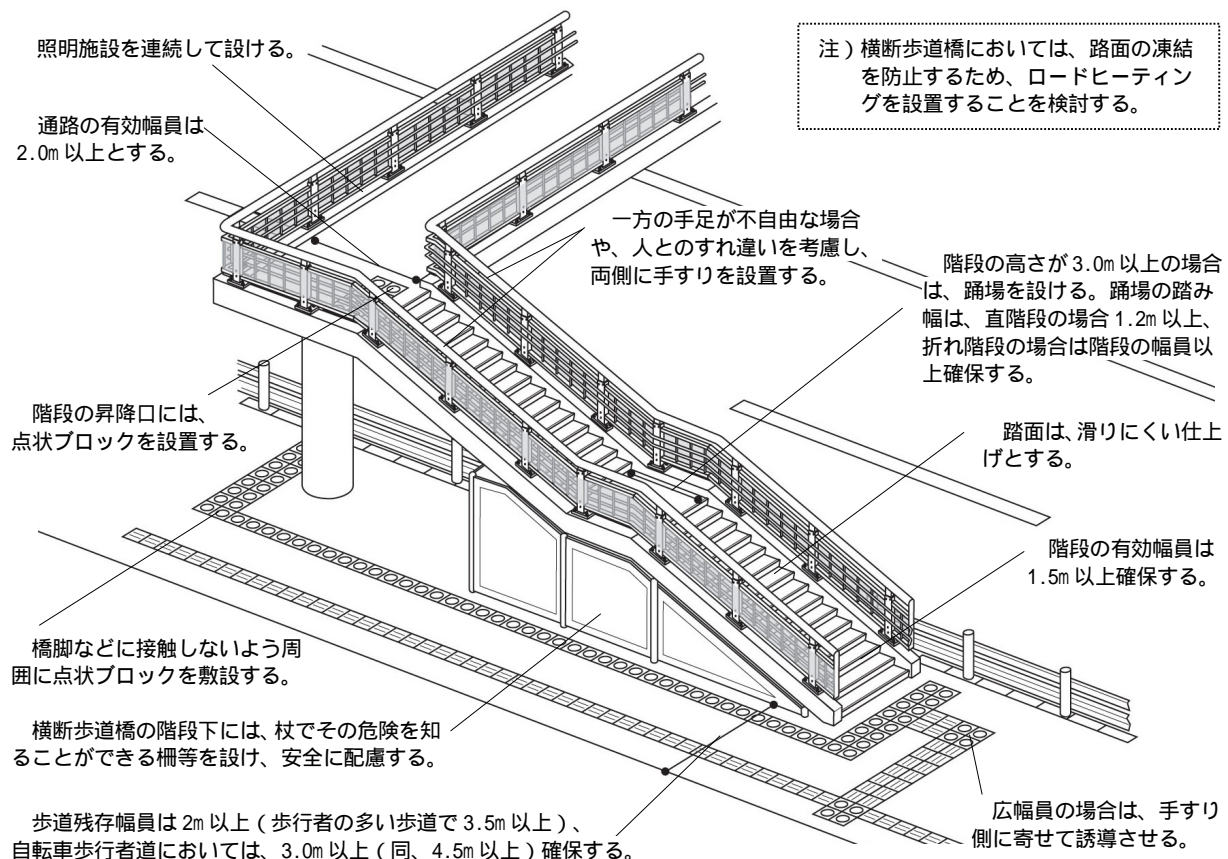 照明施設を連続して設ける。
注）横断歩道橋においては、路面の凍結
を防止するため、ロードヒーティン
グを設置することを検討する。
通路の有効幅員は
2.0m以上とする。
一方の手足が不自由な場合
や、人とのすれ違いを考慮し、
両側に手すりを設置する。
階段の高さが3.0m以上の場合
は、踊場を設ける。踊場の踏み
幅は、直階段の場合1.2m以上、
折れ階段の場合は階段の幅員以
上確保する。
階段の昇降口には、
点状ブロックを設置する。
踏面は、滑りにくい仕上
げとする。
階段の有効幅員は
1.5m以上確保する。
橋脚などに接触しないよう周
囲に点状ブロックを敷設する。
横断歩道橋の階段下には、杖でその危険を知
ることができる柵等を設け、安全に配慮する。
広幅員の場合は、手すり
側に寄せて誘導させる。
歩道残存幅員は2m以上（歩行者の多い歩道で3.5m以上）、
自転車歩行者道においては、3.0m以上（同、4.5m以上）確保する。